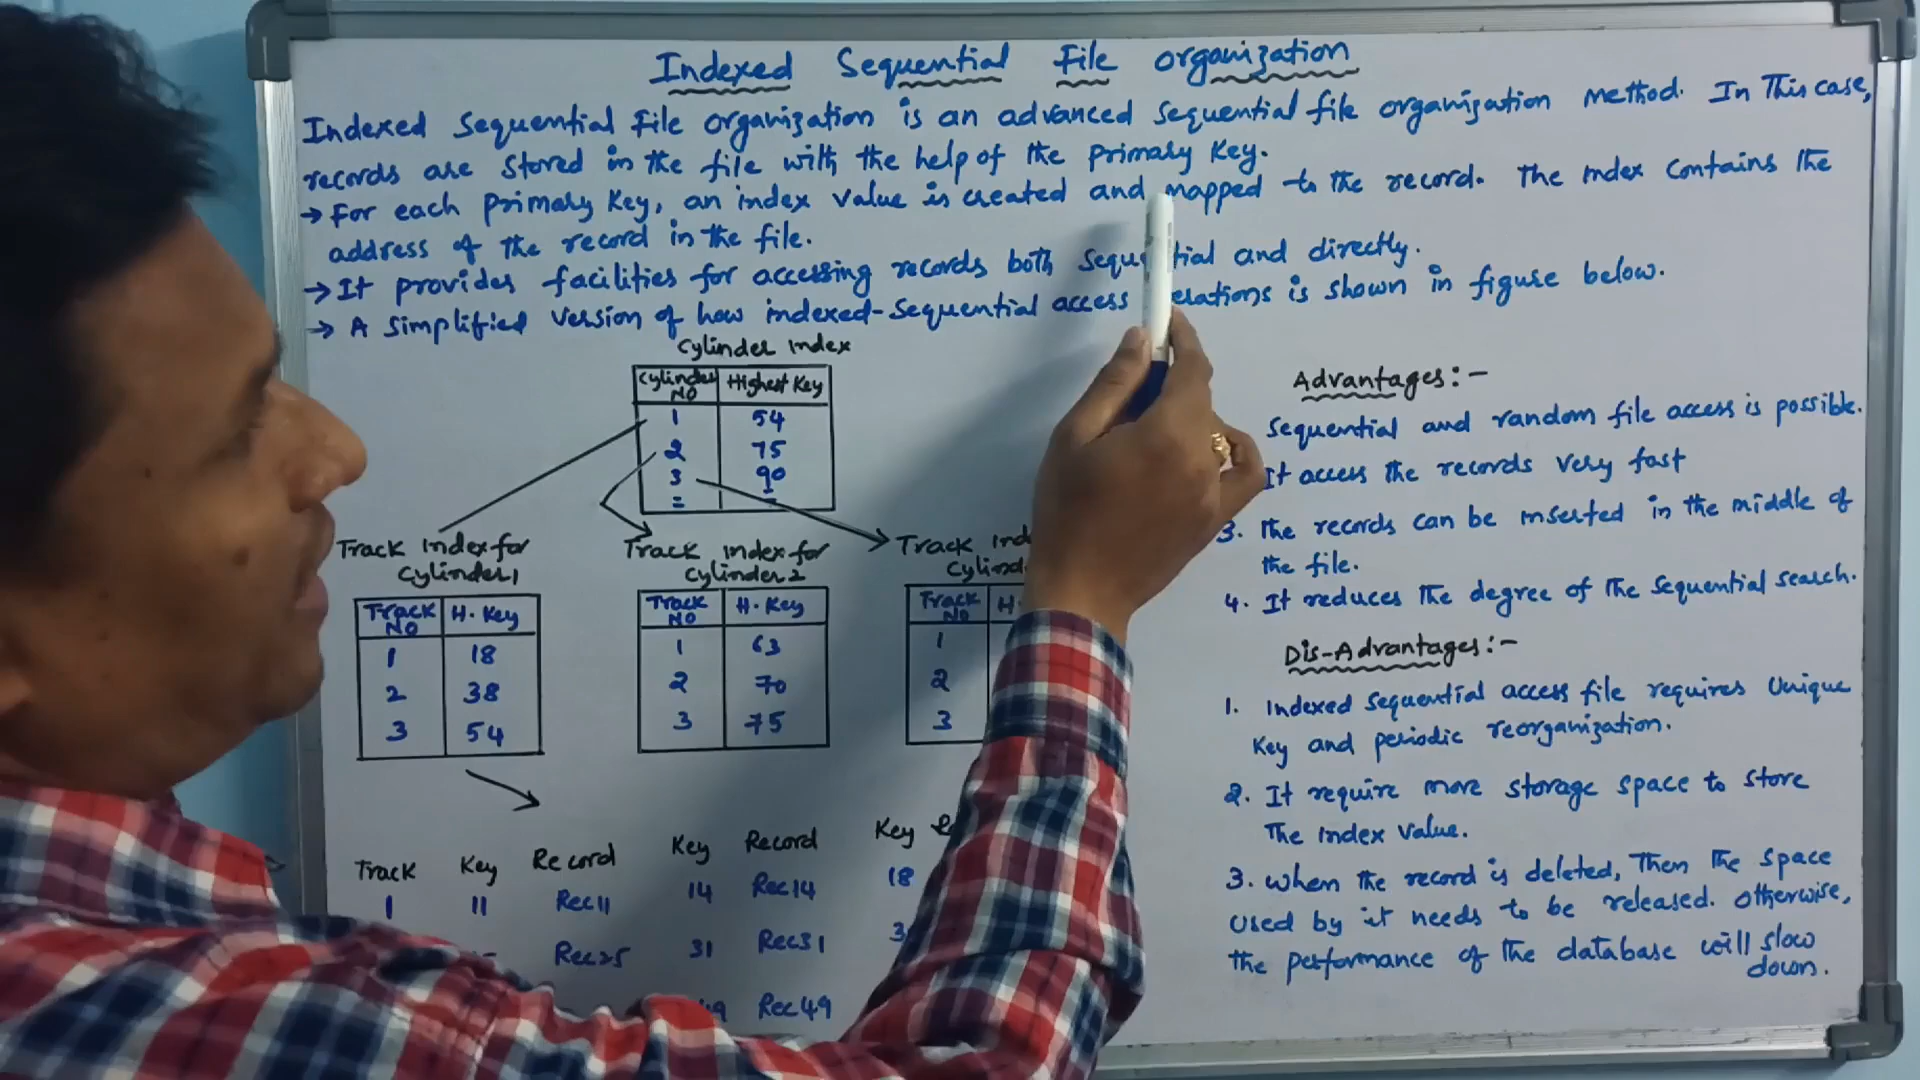 Indexed Sequential File organization
Indexed Sequential File organization is an advanced sequential file organization method. In This case,
records are stored in the file with the help of the primary key.
→ For each primary key, an index value is created and mapped to the record. The index contains the
address of the record in the file.
→ It provides facilities for accessing records both sequential and directly.
→ A simplified version of how indexed-sequential access operations is shown in figure below.
Cylinder index
Cylinder NO Highest Key
1 54
2 75
3 90
= =
Track index for
cylinder1
Track NO H. Key
1 18
2 38
3 54
Track index for
cylinder2
Track NO H. Key
1 63
2 70
3 75
Track
Track NO H.
1
2
3
Track Key Record Key Record Key
1 11 Rec11 14 Rec14 18
Rec25 31 Rec31
Rec49
Advantages:-
Sequential and random file access is possible.
It access the records very fast
3. The records can be inserted in the middle of
the file.
4. It reduces the degree of the sequential search.
Dis-Advantages:-
1. Indexed sequential access file requires unique
key and periodic reorganization.
2. It require more storage space to store
the index value.
3. when the record is deleted, then the space
used by it needs to be released. otherwise,
the performance of the database will slow
down.